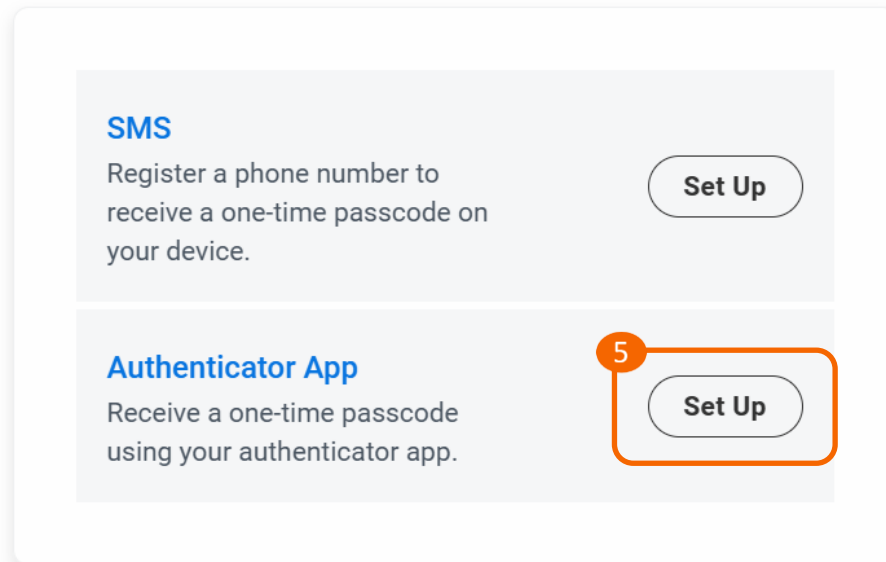 SMS
Register a phone number to
receive a one-time passcode on
your device.
Set Up
Authenticator App
Receive a one-time passcode
using your authenticator app.
5
Set Up